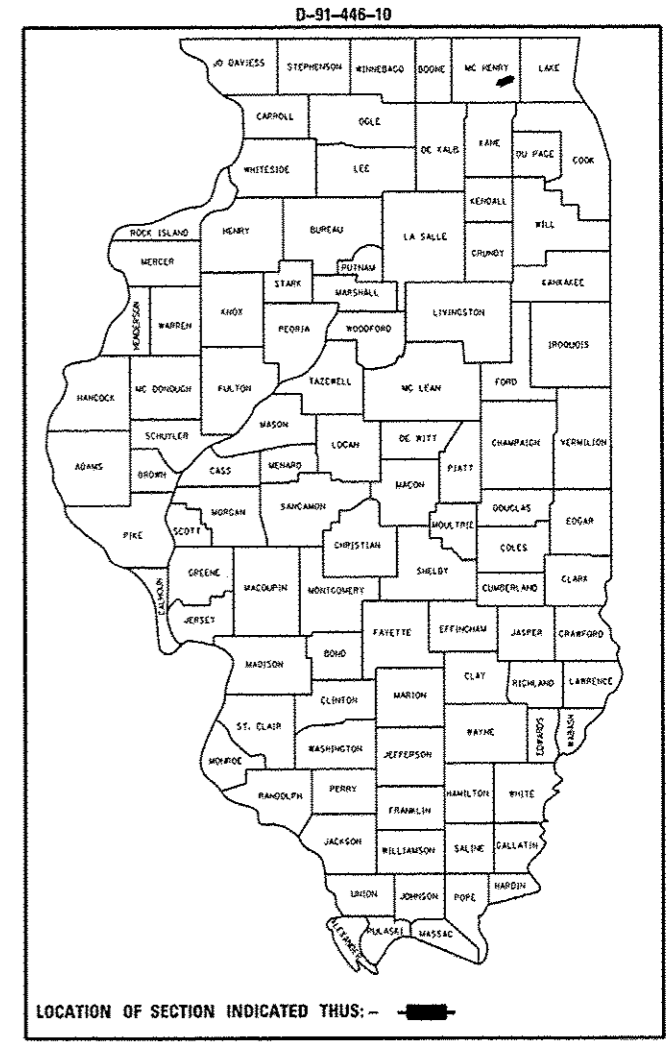 D-91-446-10
JO DAVIESS STEPHENSON WINNEBAGO BOONE MC HENRY LAKE
CARROLL OGLE
DE KALB KANE DU PAGE COOK
WHITESIDE LEE
KENDALL
ROCK ISLAND HENRY BUREAU LA SALLE WILL
MERCER PUTNAM GRUNDY
STARK MARSHALL KANKAKEE
HENDERSON WARREN KNOX PEORIA WOODFORD LIVINGSTON
IROQUOIS
HANCOCK MC DONOUGH FULTON TAZEWELL MC LEAN FORD
MASON
SCHUYLER LOGAN DE WITT CHAMPAIGN VERMILION
ADAMS BROWN CASS MENARD PIATT
MACON
MORGAN SANGAMON DOUGLAS
PIKE SCOTT MOULTRIE EDGAR
CHRISTIAN COLES
GREENE SHELBY
CALHOUN MACOUPIN MONTGOMERY CUMBERLAND CLARK
JERSEY
FAYETTE EFFINGHAM JASPER CRAWFORD
MADISON BOND
CLAY RICHLAND LAWRENCE
CLINTON MARION
ST. CLAIR WAYNE EDWARDS WABASH
WASHINGTON JEFFERSON
MONROE
RANDOLPH PERRY HAMILTON WHITE
FRANKLIN
JACKSON WILLIAMSON SALINE GALLATIN
UNION JOHNSON POPE HARDIN
ALEXANDER PULASKI MASSAC
LOCATION OF SECTION INDICATED THUS: -